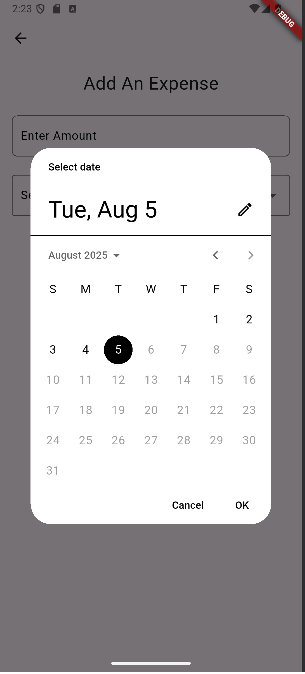 2:23
DEBUG
Add An Expense
Enter Amount
Select date
Tue, Aug 5
August 2025
S M T W T F S
1 2
3 4 5 6 7 8 9
10 11 12 13 14 15 16
17 18 19 20 21 22 23
24 25 26 27 28 29 30
31
Cancel OK